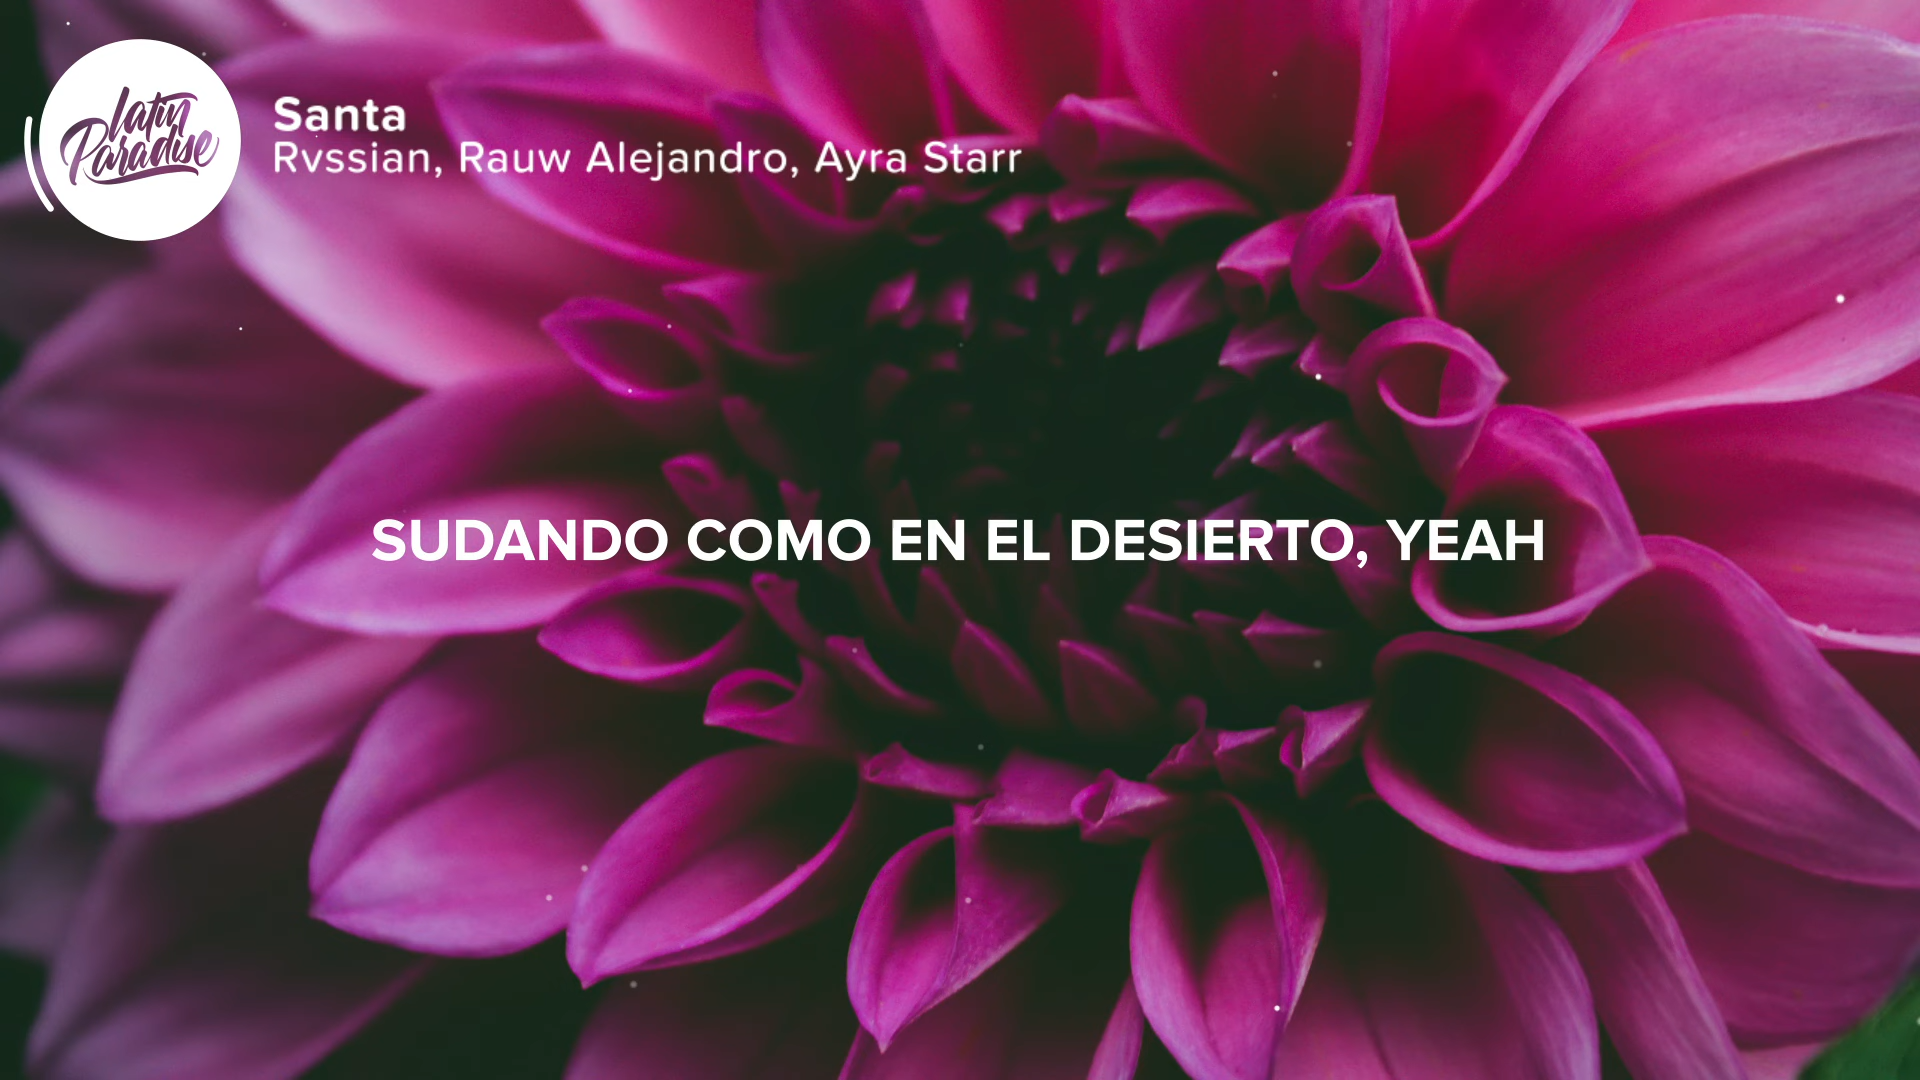 Latin
Paradise
Santa
Rvssian, Rauw Alejandro, Ayra Starr
SUDANDO COMO EN EL DESIERTO, YEAH